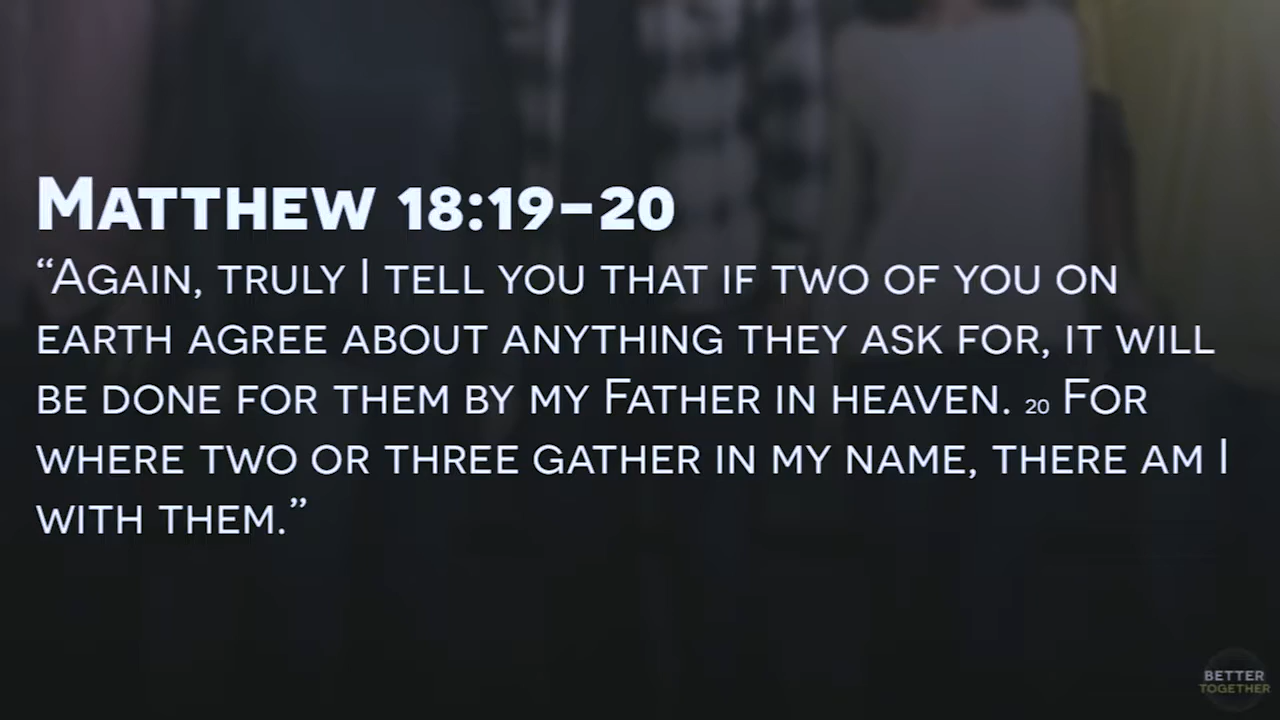 Matthew 18:19–20
“Again, truly I tell you that if two of you on
earth agree about anything they ask for, it will
be done for them by my Father in heaven. 20 For
where two or three gather in my name, there am I
with them.”
BETTER
TOGETHER